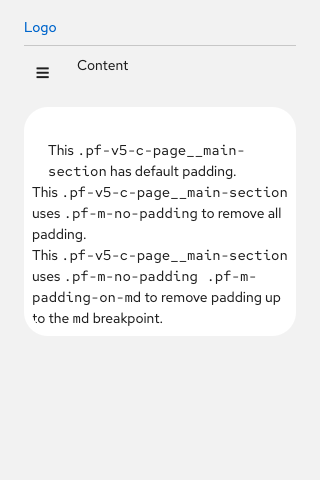 Logo
Content
This .pf-v5-c-page__main-
section has default padding.
This .pf-v5-c-page__main-section
uses .pf-m-no-padding to remove all
padding.
This .pf-v5-c-page__main-section
uses .pf-m-no-padding .pf-m-
padding-on-md to remove padding up
to the md breakpoint.